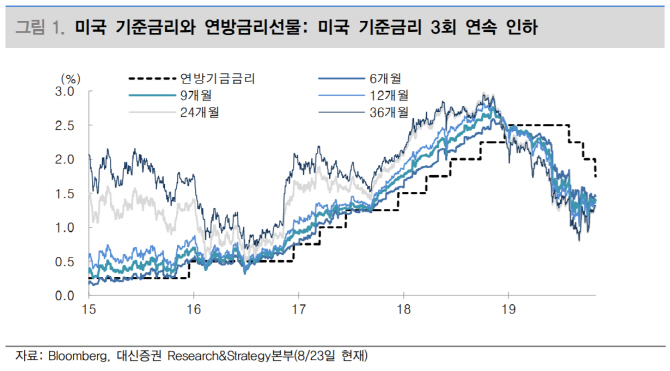 그림 1. 미국 기준금리와 연방금리선물: 미국 기준금리 3회 연속 인하
(%)
연방기금금리
6개월
9개월
12개월
24개월
36개월
3.0
2.5
2.0
1.5
1.0
0.5
0.0
15
16
17
18
19
자료: Bloomberg, 대신증권 Research&Strategy본부(8/23일 현재)